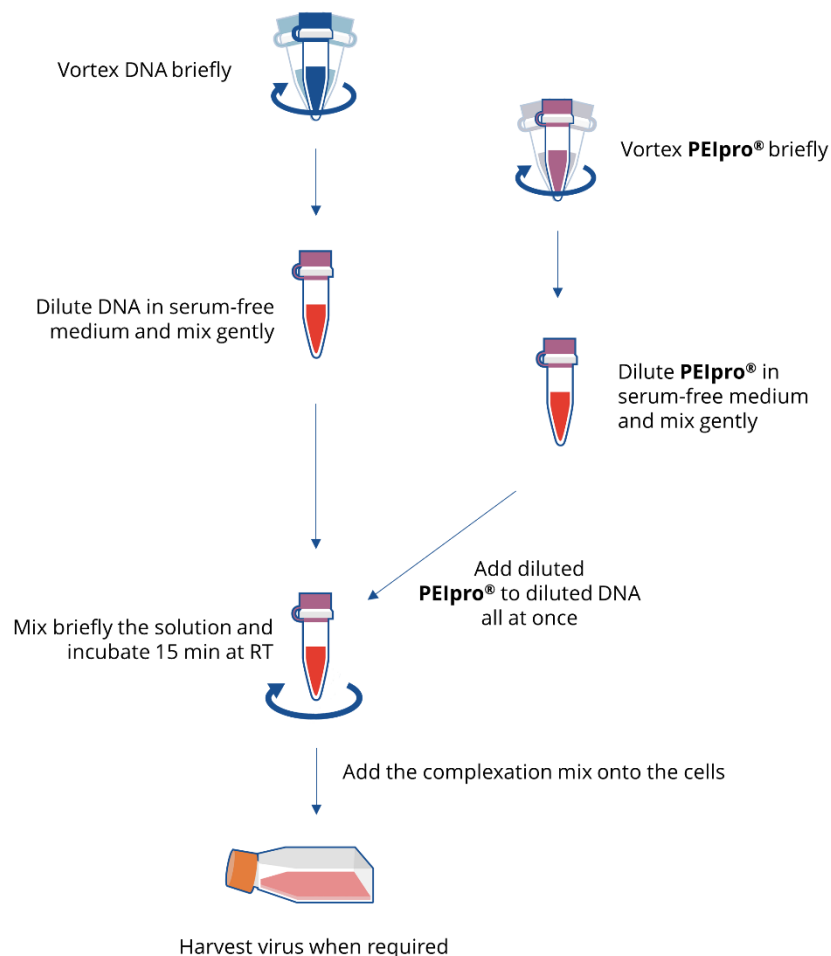 Vortex DNA briefly
Vortex PEIpro® briefly
Dilute DNA in serum-free
medium and mix gently
Dilute PEIpro® in
serum-free medium
and mix gently
Add diluted
PEIpro® to diluted DNA
all at once
Mix briefly the solution and
incubate 15 min at RT
Add the complexation mix onto the cells
Harvest virus when required